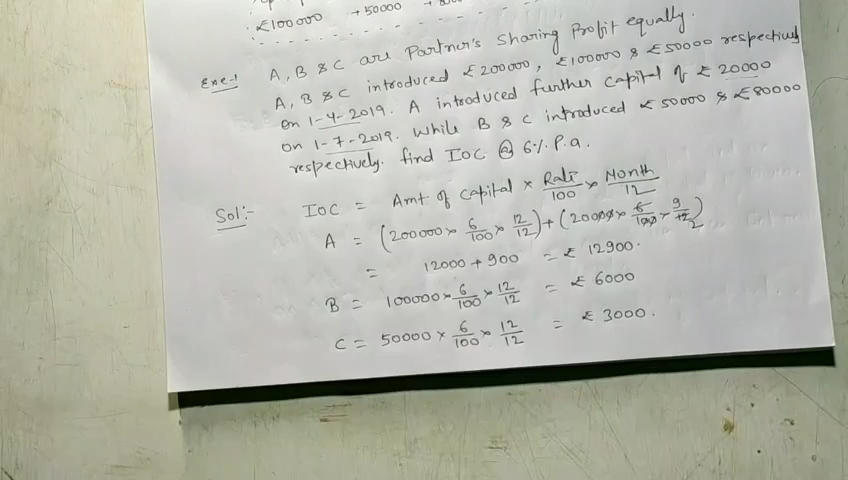 ₹100000 + 50000
Exe:1 A, B & C are Partner's Sharing Profit equally.
A, B & C introduced ₹200000, ₹100000 & ₹50000 respectively
on 1-4-2019. A introduced further capital of ₹20000
on 1-7-2019. While B & C introduced ₹50000 & ₹80000
respectively. find IOC @ 6% P.a.
Sol:- IOC = Amt of capital × Rate/100 × Month/12
A = (200000 × 6/100 × 12/12) + (20000 × 6/100 × 9/12) 2
= 12000 + 900 = ₹ 12900.
B = 100000 × 6/100 × 12/12 = ₹ 6000
C = 50000 × 6/100 × 12/12 = ₹ 3000.